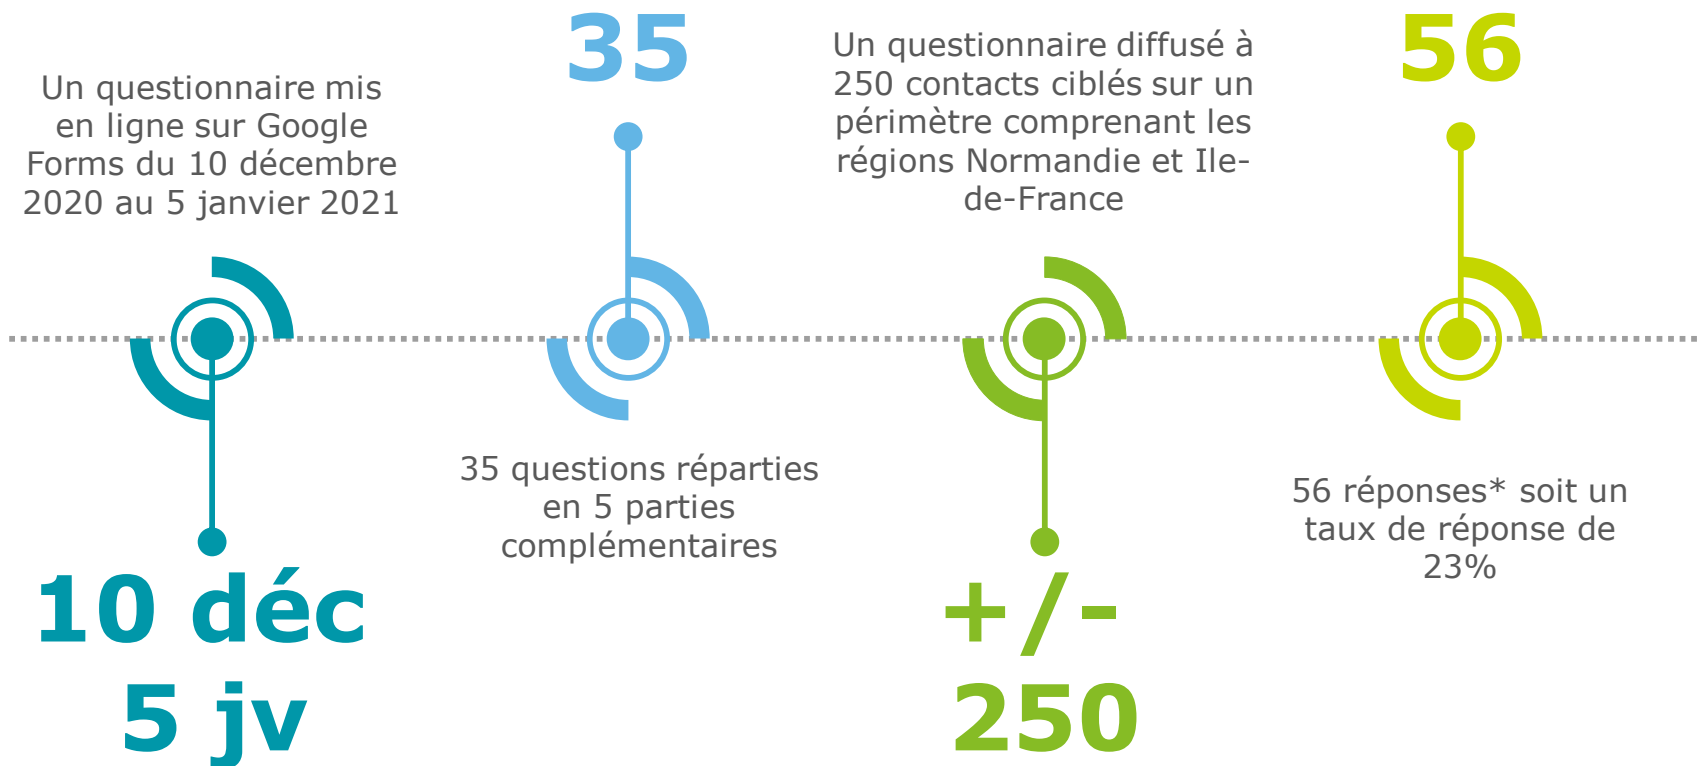 Un questionnaire mis
en ligne sur Google
Forms du 10 décembre
2020 au 5 janvier 2021
10 déc
5 jv
35
35 questions réparties
en 5 parties
complémentaires
Un questionnaire diffusé à
250 contacts ciblés sur un
périmètre comprenant les
régions Normandie et Ile-
de-France
+/-
250
56
56 réponses* soit un
taux de réponse de
23%